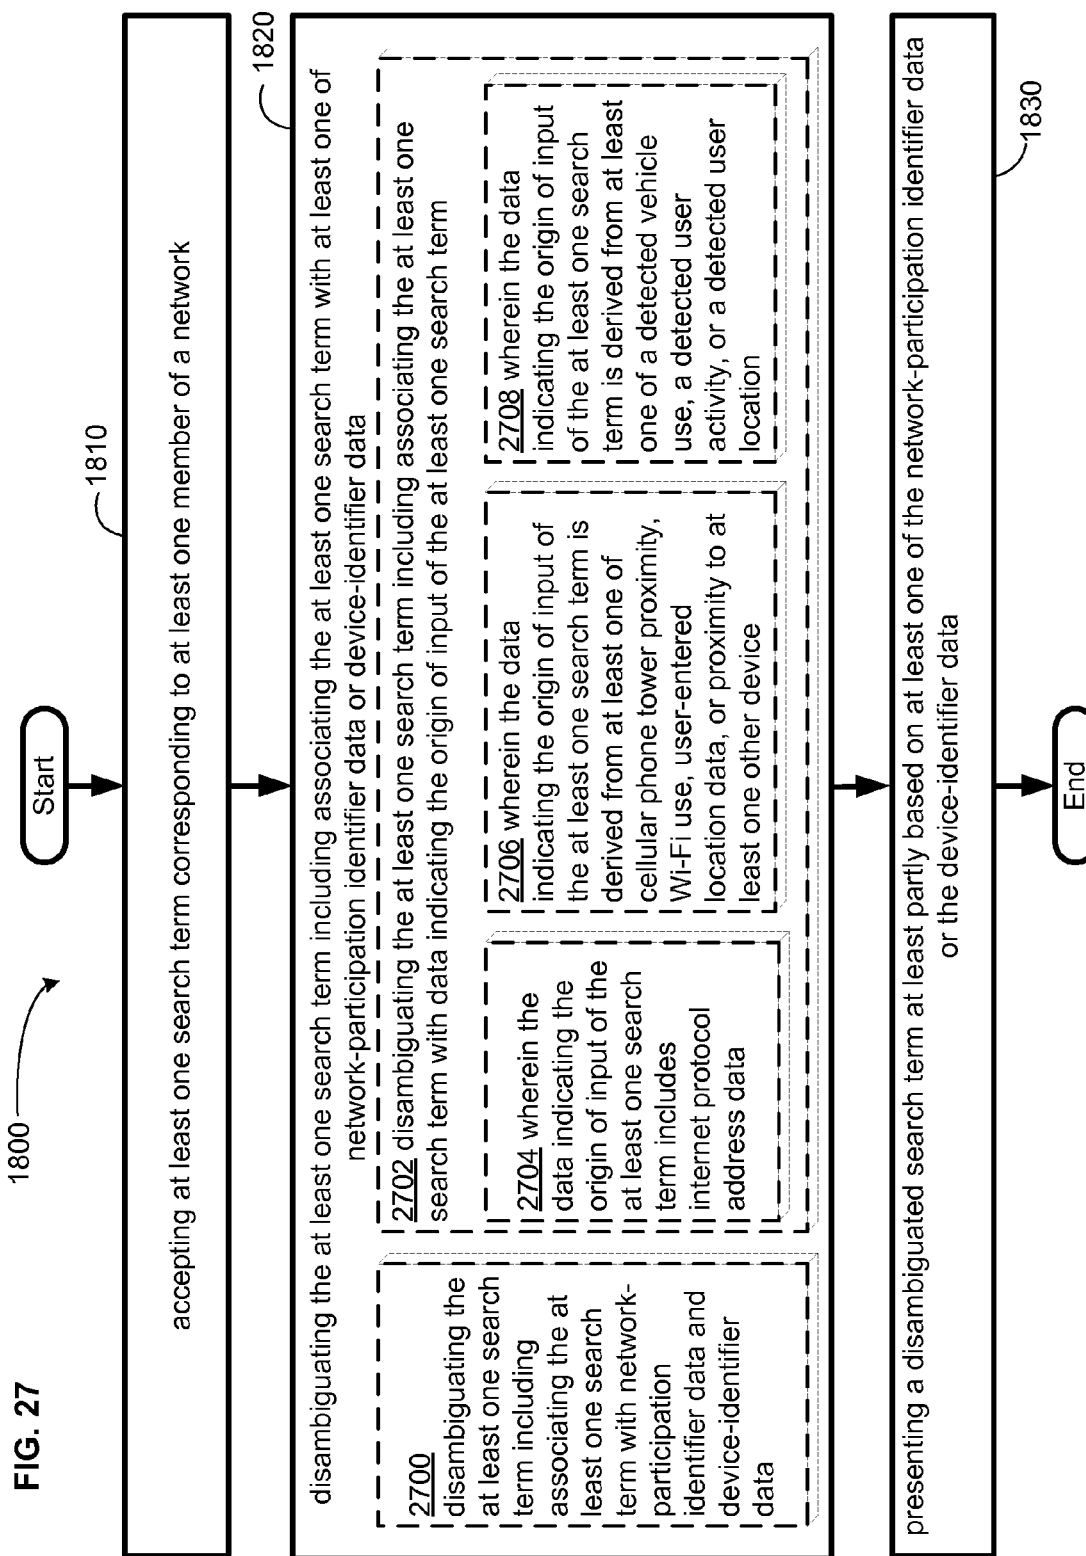 FIG. 27
1800
Start
1810
accepting at least one search term corresponding to at least one member of a network
1820
disambiguating the at least one search term including associating the at least one search term with at least one of
network-participation identifier data or device-identifier data
2700
disambiguating the
at least one search
term including
associating the at
least one search
term with network-
participation
identifier data and
device-identifier
data
2702 disambiguating the at least one search term including associating the at least one
search term with data indicating the origin of input of the at least one search term
2704 wherein the
data indicating the
origin of input of the
at least one search
term includes
internet protocol
address data
2706 wherein the data
indicating the origin of input of
the at least one search term is
derived from at least one of
cellular phone tower proximity,
Wi-Fi use, user-entered
location data, or proximity to at
least one other device
2708 wherein the data
indicating the origin of input
of the at least one search
term is derived from at least
one of a detected vehicle
use, a detected user
activity, or a detected user
location
1830
presenting a disambiguated search term at least partly based on at least one of the network-participation identifier data
or the device-identifier data
End